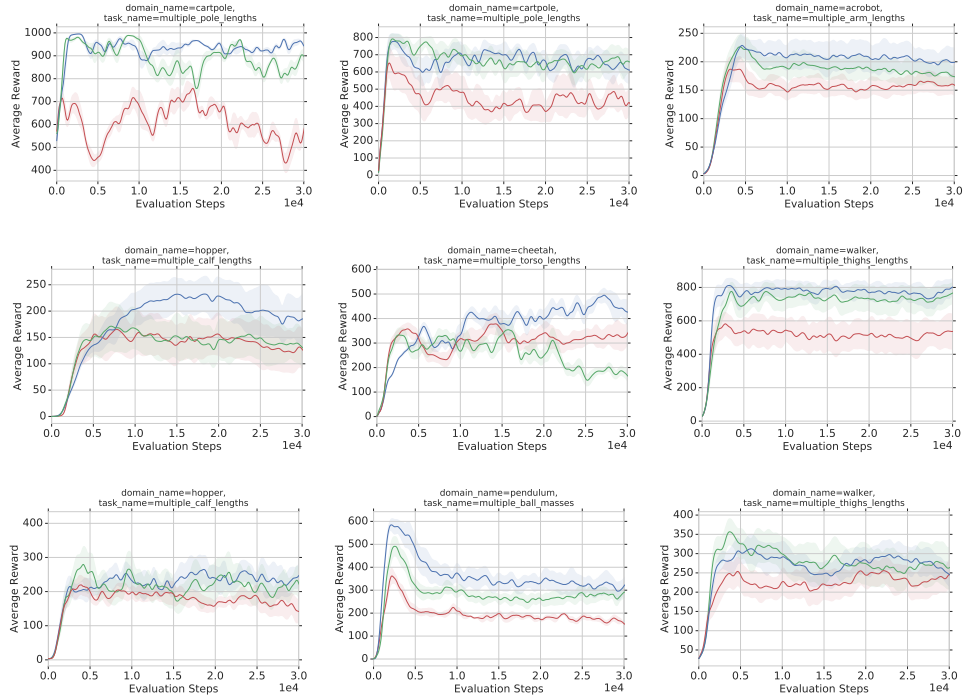 domain_name=cartpole,
task_name=multiple_pole_lengths
1000
900
800
700
600
500
400
Average Reward
0.0 0.5 1.0 1.5 2.0 2.5 3.0
Evaluation Steps
1e4
domain_name=cartpole,
task_name=multiple_pole_lengths
800
700
600
500
400
300
200
100
0
Average Reward
0.0 0.5 1.0 1.5 2.0 2.5 3.0
Evaluation Steps
1e4
domain_name=acrobot,
task_name=multiple_arm_lengths
250
200
150
100
50
0
Average Reward
0.0 0.5 1.0 1.5 2.0 2.5 3.0
Evaluation Steps
1e4
domain_name=hopper,
task_name=multiple_calf_lengths
250
200
150
100
50
0
Average Reward
0.0 0.5 1.0 1.5 2.0 2.5 3.0
Evaluation Steps
1e4
domain_name=cheetah,
task_name=multiple_torso_lengths
600
500
400
300
200
100
0
Average Reward
0.0 0.5 1.0 1.5 2.0 2.5 3.0
Evaluation Steps
1e4
domain_name=walker,
task_name=multiple_thighs_lengths
800
600
400
200
0
Average Reward
0.0 0.5 1.0 1.5 2.0 2.5 3.0
Evaluation Steps
1e4
domain_name=hopper,
task_name=multiple_calf_lengths
400
300
200
100
0
Average Reward
0.0 0.5 1.0 1.5 2.0 2.5 3.0
Evaluation Steps
1e4
domain_name=pendulum,
task_name=multiple_ball_masses
600
500
400
300
200
100
0
Average Reward
0.0 0.5 1.0 1.5 2.0 2.5 3.0
Evaluation Steps
1e4
domain_name=walker,
task_name=multiple_thighs_lengths
400
350
300
250
200
150
100
50
Average Reward
0.0 0.5 1.0 1.5 2.0 2.5 3.0
Evaluation Steps
1e4